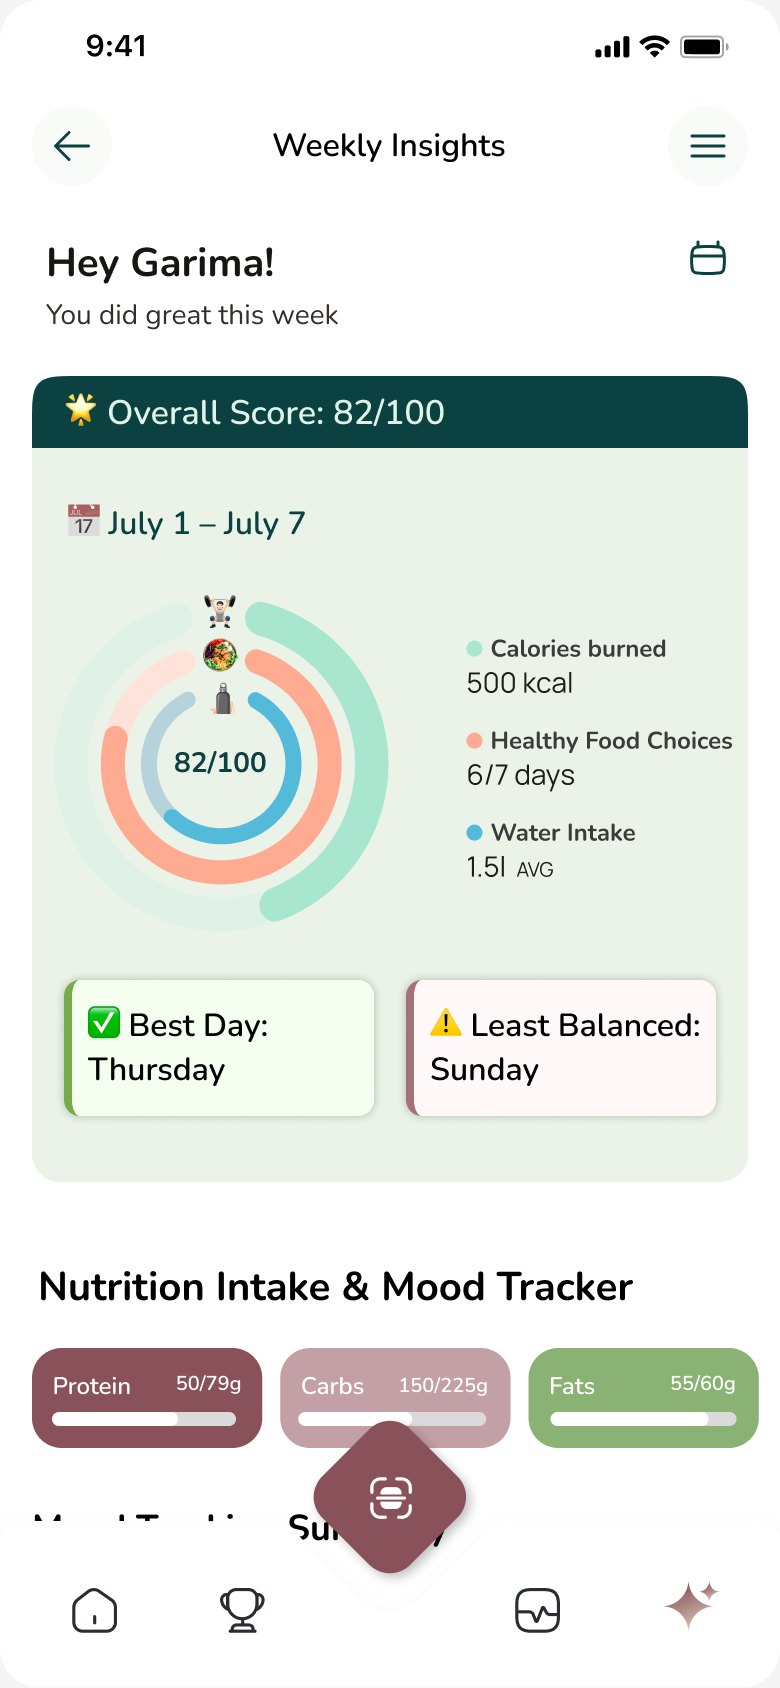 9:41
Weekly Insights
Hey Garima!
You did great this week
Overall Score: 82/100
JUL
17
July 1 – July 7
82/100
Calories burned
500 kcal
Healthy Food Choices
6/7 days
Water Intake
1.5l AVG
Best Day:
Thursday
Least Balanced:
Sunday
Nutrition Intake & Mood Tracker
Protein 50/79g
Carbs 150/225g
Fats 55/60g